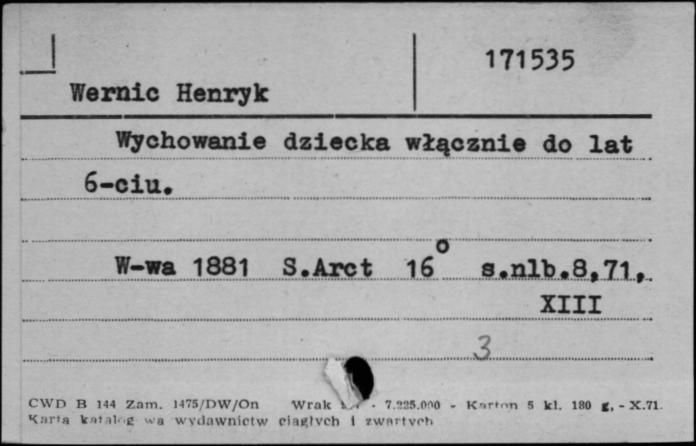 171535
Wernic Henryk
Wychowanie dziecka włącznie do lat
6-ciu.
W-wa 1881 S.Arct 16° s.nlb.8,71,
XIII
3
CWD B 144 Zam. 1475/DW/On Wrak - 7.225.000 - Karton 5 kl. 180 g, - X.71.
Karta katalogowa wydawnictw ciągłych i zwartych